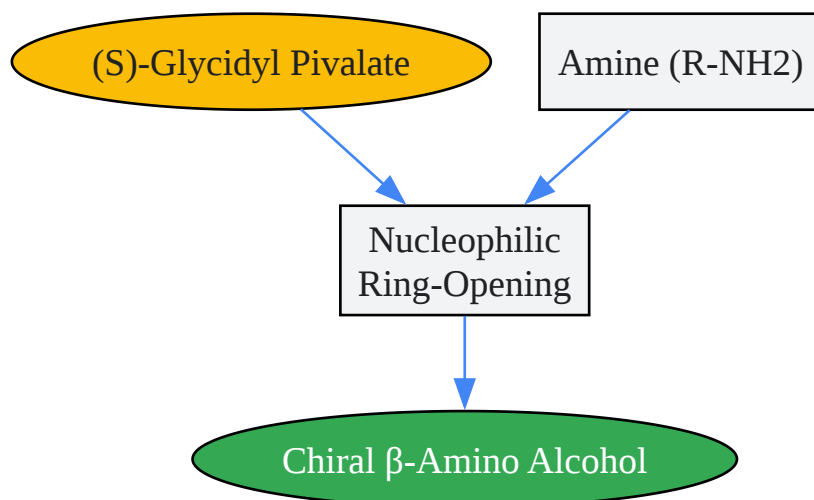 (S)-Glycidyl Pivalate
Amine (R-NH2)
Nucleophilic
Ring-Opening
Chiral β-Amino Alcohol